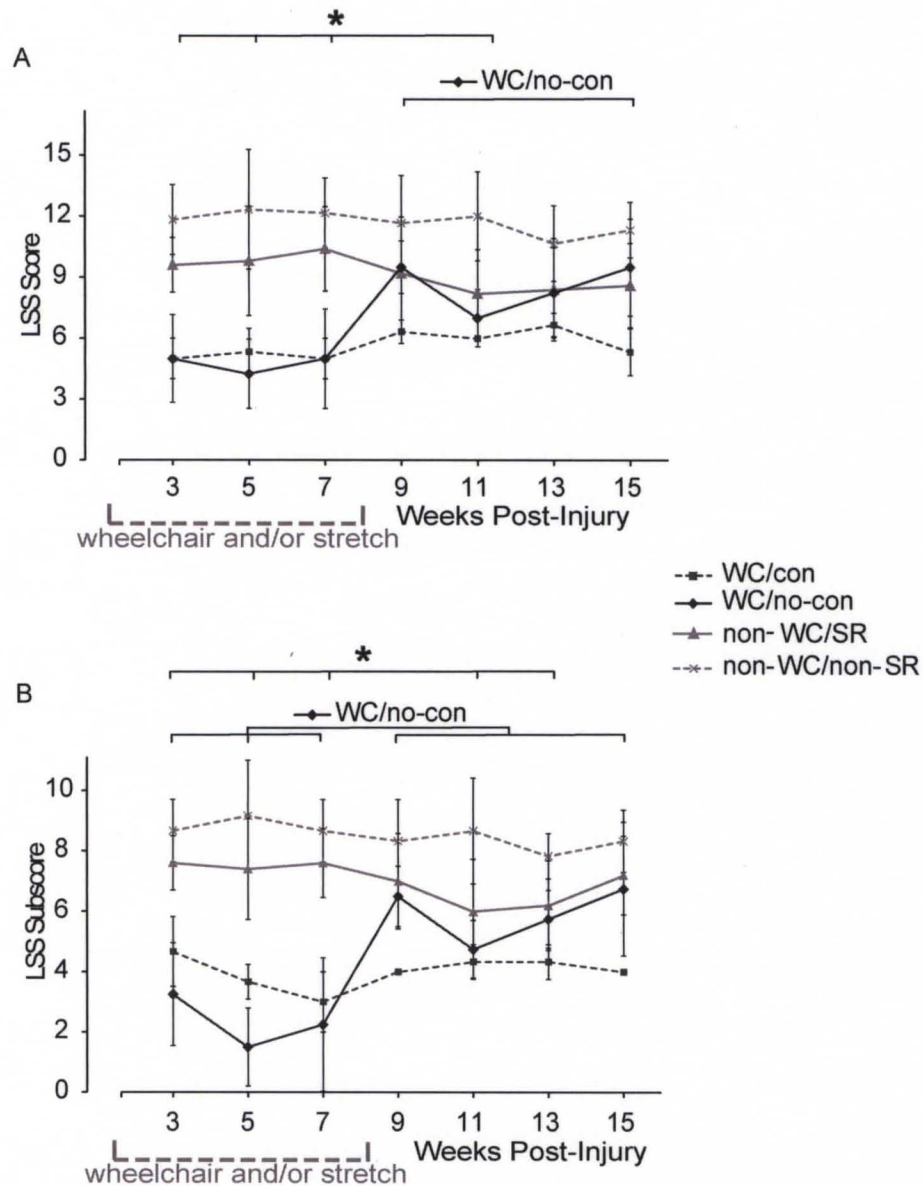 *
A
WC/no-con
15
12
9
6
3
0
LSS Score
3 5 7 9 11 13 15
Weeks Post-Injury
wheelchair and/or stretch
WC/con
WC/no-con
non-WC/SR
non-WC/non-SR
*
B
WC/no-con
10
8
6
4
2
0
LSS Subscore
3 5 7 9 11 13 15
Weeks Post-Injury
wheelchair and/or stretch